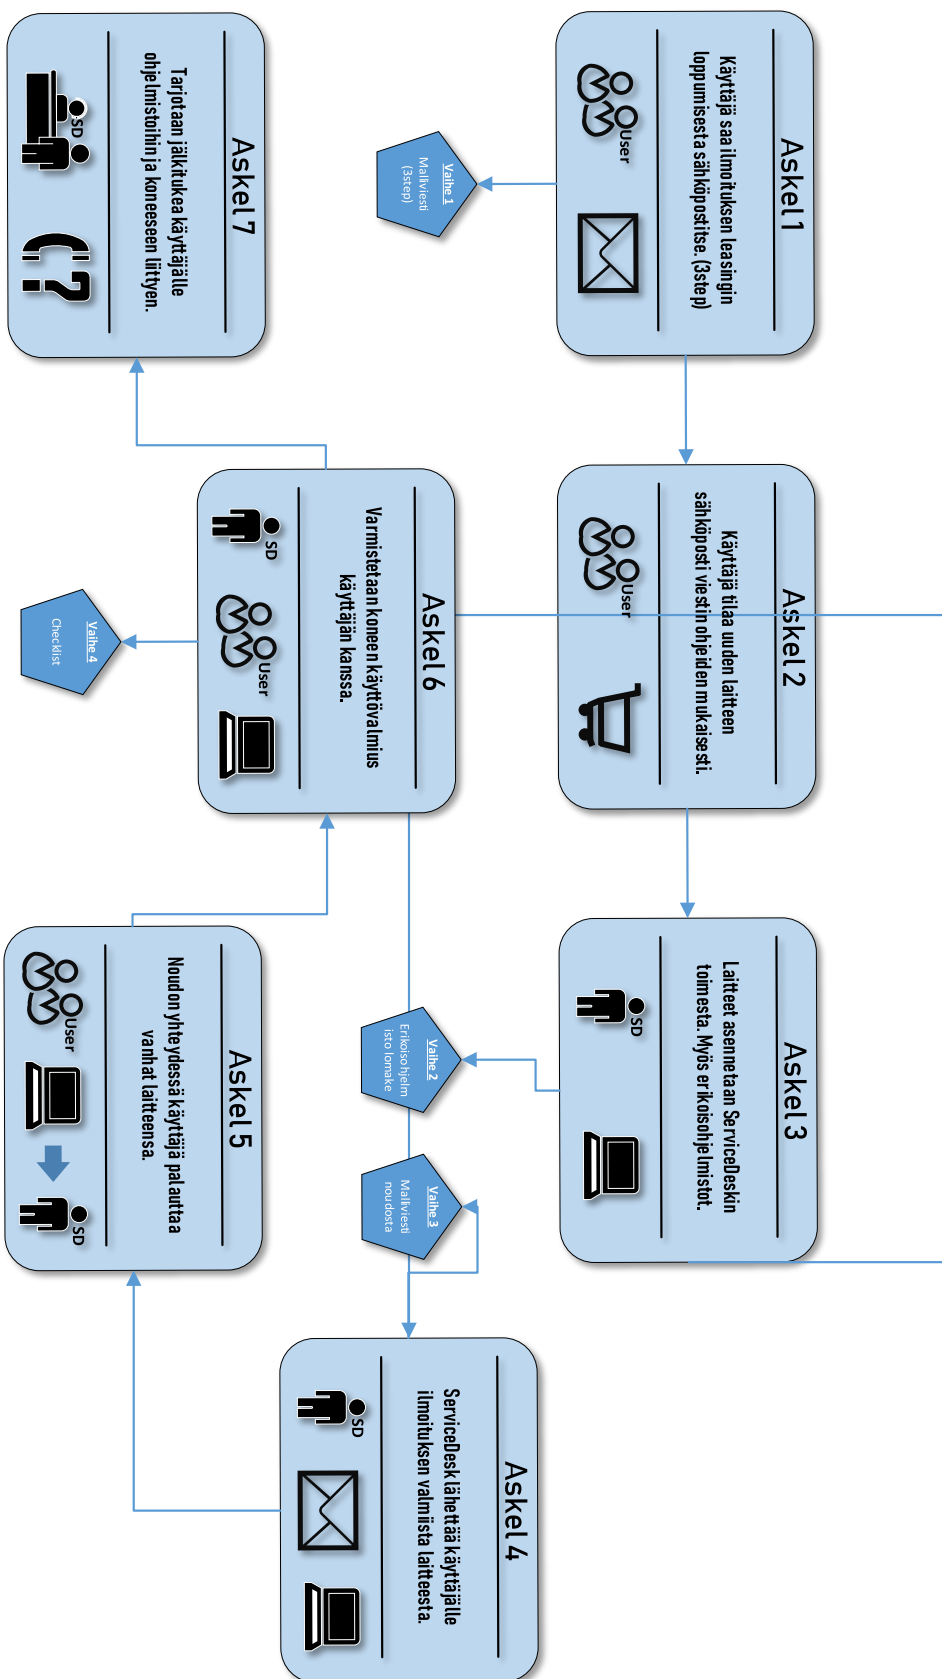 Askel 1
Käyttäjä saa ilmoituksen leasingin
loppumisesta sähköpostitse. (3step)
User
Vaihe 1
Malliviesti
(3step)
Askel 2
Käyttäjä tilaa uuden laitteen
sähköposti viestin ohjeiden mukaisesti.
User
Askel 3
Laitteet asennetaan ServiceDeskin
toimesta. Myös erikoisohjelmistot.
SD
Vaihe 2
Erikoisohjelm
isto lomake
Vaihe 3
Malliviesti
noudosta
Askel 4
ServiceDesk lähettää käyttäjälle
ilmoituksen valmiista laitteesta.
SD
Askel 5
Noudon yhteydessä käyttäjä palauttaa
vanhat laitteensa.
User
SD
Askel 6
Varmistetaan koneen käyttövalmius
käyttäjän kanssa.
SD
User
Vaihe 4
Checklist
Askel 7
Tarjotaan jälkitukea käyttäjälle
ohjelmistoihin ja koneeseen liittyen.
SD